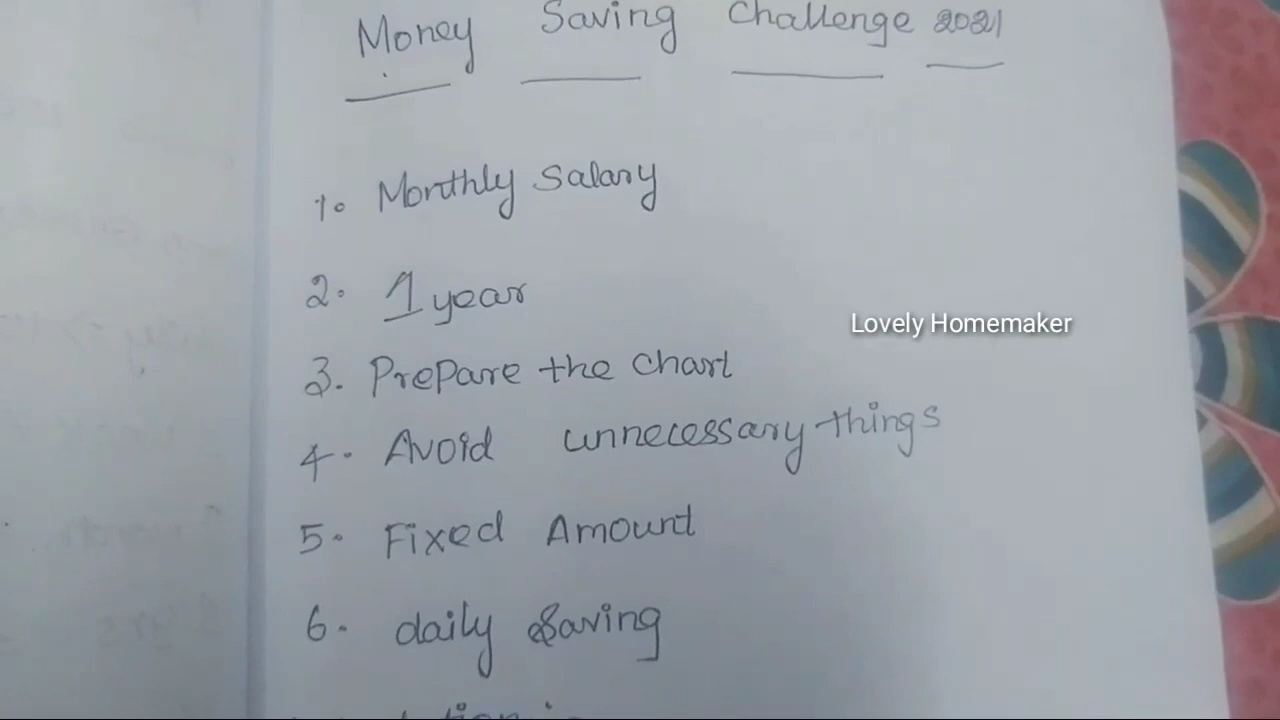 Money Saving Challenge 2021
1. Monthly Salary
2. 1 year
3. Prepare the chart
Lovely Homemaker
4. Avoid unnecessary things
5. Fixed Amount
6. daily Saving